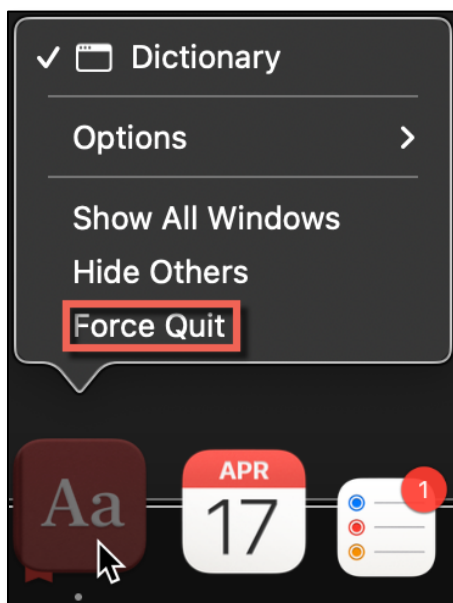 Dictionary
Options
Show All Windows
Hide Others
Force Quit
Aa
APR
17
1